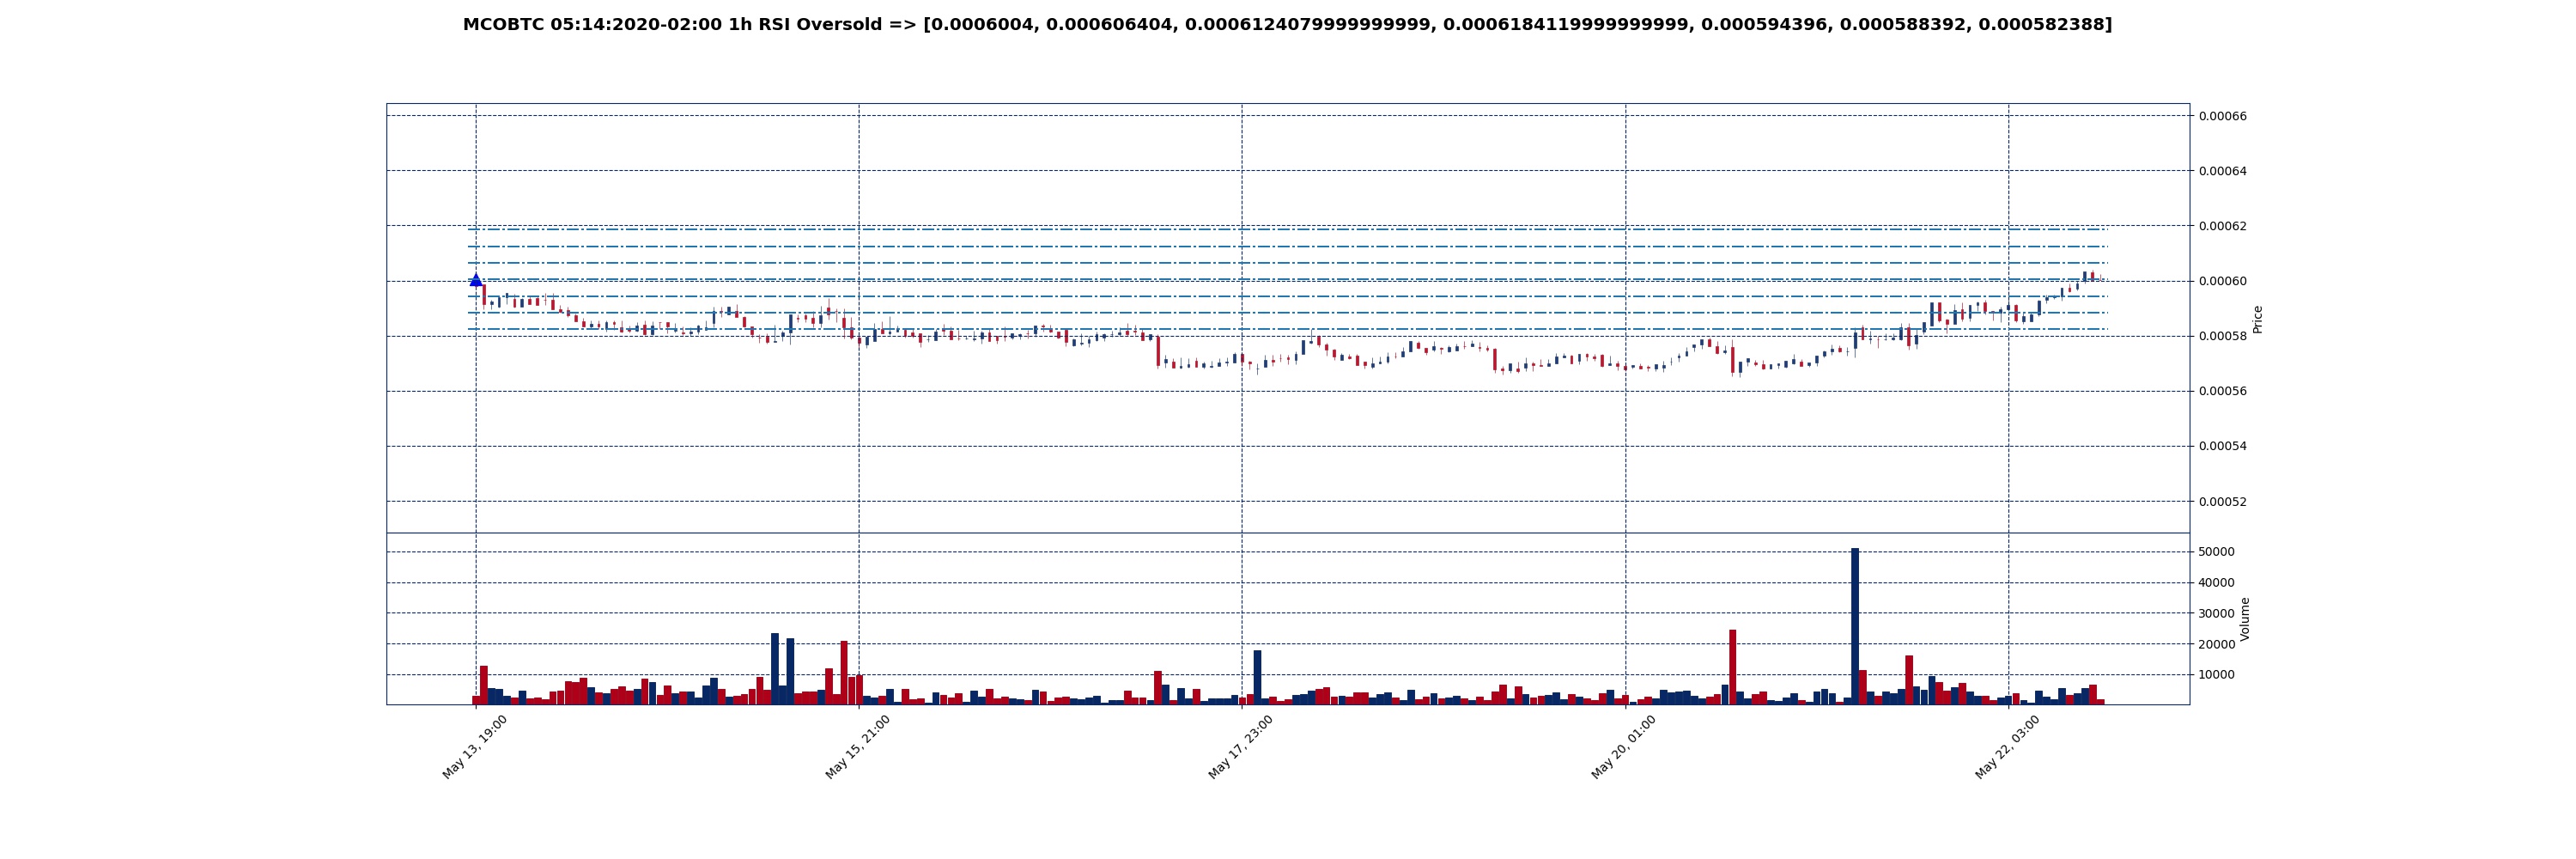 MCOBTC 05:14:2020-02:00 1h RSI Oversold => [0.0006004, 0.000606404, 0.0006124079999999999, 0.0006184119999999999, 0.000594396, 0.000588392, 0.000582388]
0.00066
0.00064
0.00062
0.00060
0.00058
0.00056
0.00054
0.00052
Price
50000
40000
30000
20000
10000
Volume
May 13, 19:00
May 15, 21:00
May 17, 23:00
May 20, 01:00
May 22, 03:00